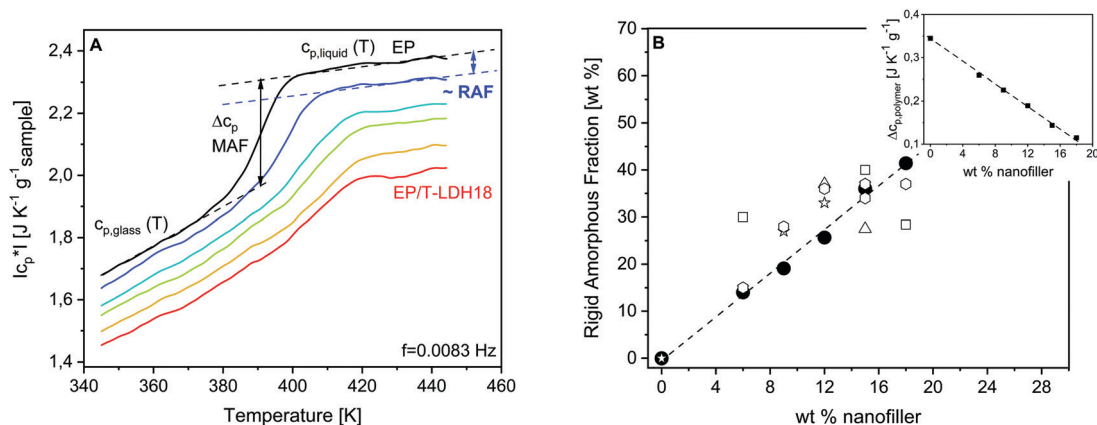 A
c_p,liquid (T) EP
~ RAF
Δc_p
MAF
c_p,glass (T)
EP/T-LDH18
f=0.0083 Hz
2,4
2,2
2,0
1,8
1,6
1,4
340 360 380 400 420 440 460
Temperature [K]
Ic_p*I [J K⁻¹ g⁻¹sample]
B
70
60
50
40
30
20
10
0
0 4 8 12 16 20 24 28
wt % nanofiller
Rigid Amorphous Fraction [wt %]
0,4
0,3
0,2
0,1
0 4 8 12 16 20
wt % nanofiller
Δc_p,polymer [J K⁻¹ g⁻¹]